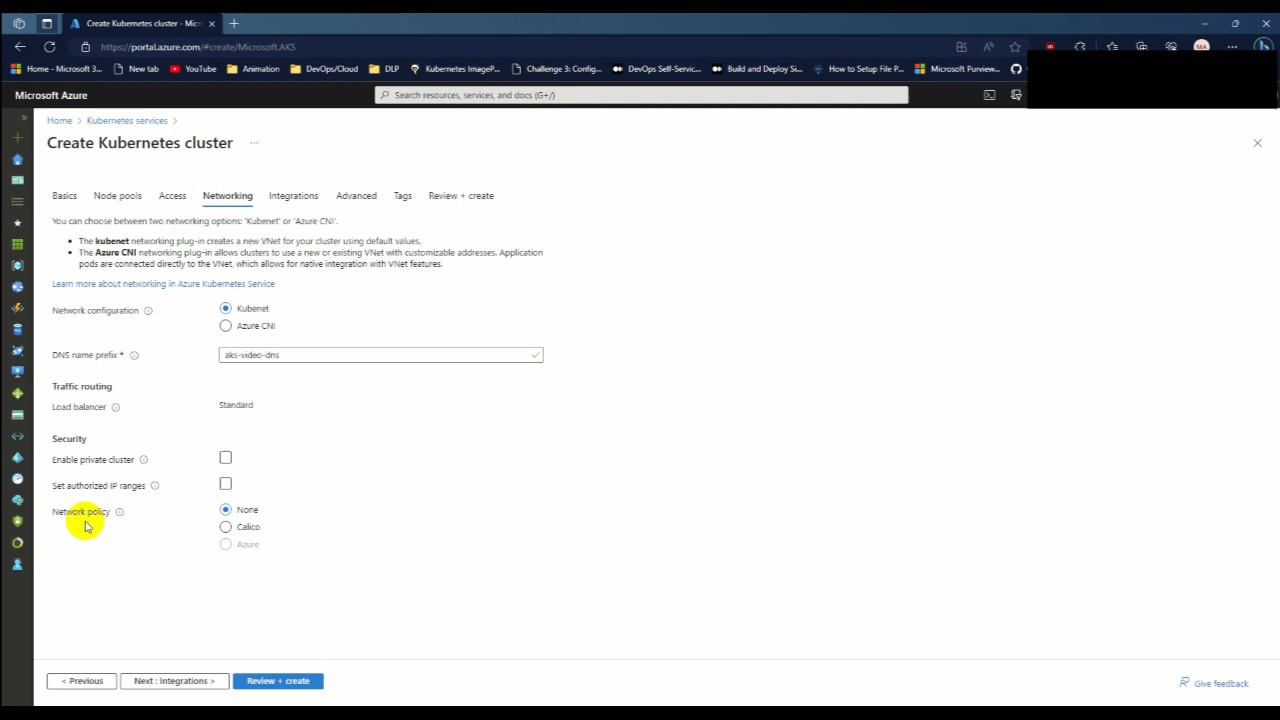 Create Kubernetes cluster - Micr
https://portal.azure.com/#create/Microsoft.AKS
Home - Microsoft 3... New tab YouTube Animation DevOps/Cloud DLP Kubernetes ImageP... Challenge 3: Config... DevOps Self-Servic... Build and Deploy Si... How to Setup File P... Microsoft Purview...
Microsoft Azure
Search resources, services, and docs (G+/)
Home > Kubernetes services >
Create Kubernetes cluster ...
Basics Node pools Access Networking Integrations Advanced Tags Review + create
You can choose between two networking options: 'Kubenet' or 'Azure CNI'.
The kubenet networking plug-in creates a new VNet for your cluster using default values.
The Azure CNI networking plug-in allows clusters to use a new or existing VNet with customizable addresses. Application
pods are connected directly to the VNet, which allows for native integration with VNet features.
Learn more about networking in Azure Kubernetes Service
Network configuration Kubenet
Azure CNI
DNS name prefix * aks-video-dns
Traffic routing
Load balancer Standard
Security
Enable private cluster
Set authorized IP ranges
Network policy None
Calico
Azure
< Previous Next : Integrations > Review + create
Give feedback